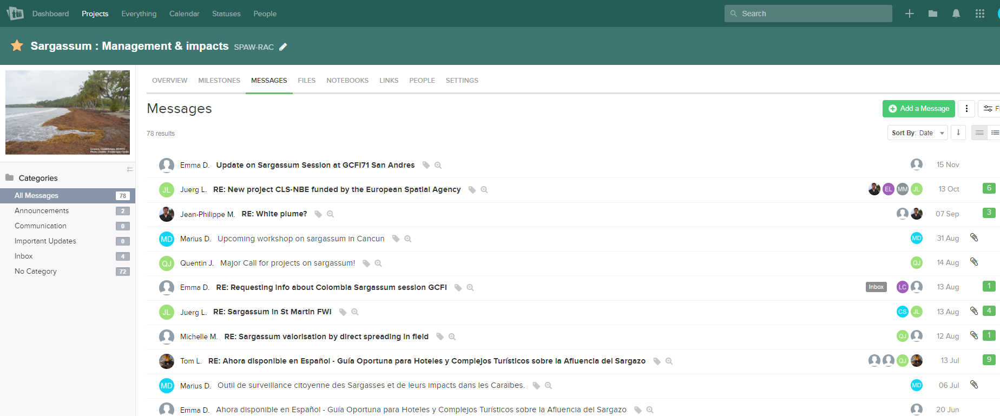 Dashboard Projects Everything Calendar Statuses People Search
Sargassum : Management & impacts SPAW-RAC
OVERVIEW MILESTONES MESSAGES FILES NOTEBOOKS LINKS PEOPLE SETTINGS
Messages
Add a Message
78 results
Sort By: Date
Goyave, Guadeloupe, 08/2015
Photo credits : Frédérique Fardin
Categories
All Messages 78
Announcements 2
Communication 0
Important Updates 0
Inbox 4
No Category 72
Emma D. Update on Sargassum Session at GCFI71 San Andres 15 Nov
JL Juerg L. RE: New project CLS-NBE funded by the European Spatial Agency EL MM JL 13 Oct 6
Jean-Philippe M. RE: White plume? 07 Sep 3
MD Marius D. Upcoming workshop on sargassum in Cancun MD 31 Aug
QJ Quentin J. Major Call for projects on sargassum! QJ 14 Aug
Emma D. RE: Requesting info about Colombia Sargassum session GCFI Inbox LC 13 Aug 1
JL Juerg L. RE: Sargassum in St Martin FWI CS JL 13 Aug 4
Michelle M. RE: Sargassum valorisation by direct spreading in field QJ 12 Aug 1
Tom L. RE: Ahora disponible en Español - Guía Oportuna para Hoteles y Complejos Turísticos sobre la Afluencia del Sargazo QJ 13 Jul 9
MD Marius D. Outil de surveillance citoyenne des Sargasses et de leurs impacts dans les Caraïbes. MD 06 Jul
Emma D. Ahora disponible en Español - Guía Oportuna para Hoteles y Complejos Turísticos sobre la Afluencia del Sargazo 20 Jun